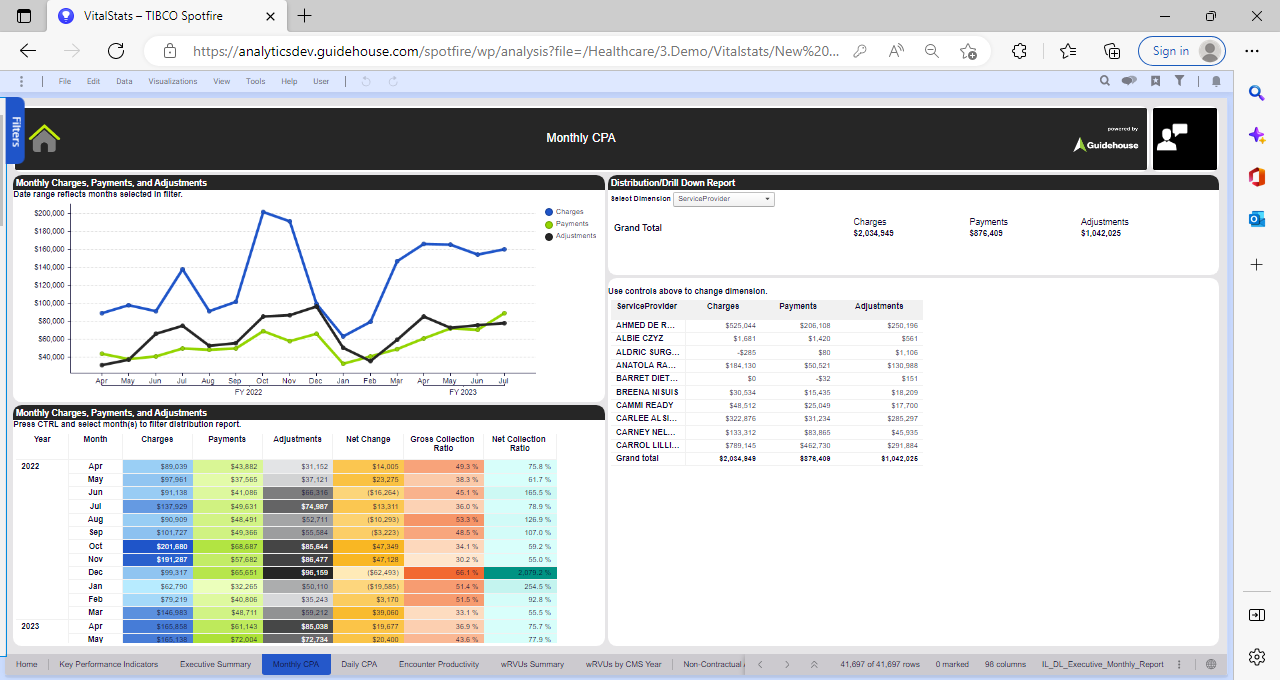 VitalStats – TIBCO Spotfire
https://analyticsdev.guidehouse.com/spotfire/wp/analysis?file=/Healthcare/3.Demo/Vitalstats/New%20...
Sign in
File Edit Data Visualizations View Tools Help User
Filters
Monthly CPA
powered by
Guidehouse
Monthly Charges, Payments, and Adjustments
Date range reflects months selected in filter.
$200,000
$180,000
$160,000
$140,000
$120,000
$100,000
$80,000
$60,000
$40,000
Apr May Jun Jul Aug Sep Oct Nov Dec Jan Feb Mar Apr May Jun Jul
FY 2022 FY 2023
Charges
Payments
Adjustments
Distribution/Drill Down Report
Select Dimension ServiceProvider
Charges Payments Adjustments
Grand Total $2,034,949 $876,409 $1,042,025
Use controls above to change dimension.
ServiceProvider Charges Payments Adjustments
AHMED DE R... $525,044 $206,108 $250,196
ALBIE CZYZ $1,681 $1,420 $561
ALDRIC SURG... -$285 $80 $1,106
ANATOLA RA... $184,130 $50,521 $130,988
BARRET DIET... $0 -$32 $151
BREENA NISUIS $30,534 $15,435 $18,209
CAMMI READY $48,512 $25,049 $17,700
CARLEE ALSI... $322,876 $31,234 $285,297
CARNEY NEL... $133,312 $83,865 $45,935
CARROL LILLI... $789,145 $462,730 $291,884
Grand total $2,034,949 $876,409 $1,042,025
Monthly Charges, Payments, and Adjustments
Press CTRL and select month(s) to filter distribution report.
Year Month Charges Payments Adjustments Net Change Gross Collection Ratio Net Collection Ratio
2022 Apr $89,039 $43,882 $31,152 $14,005 49.3 % 75.8 %
May $97,961 $37,565 $37,121 $23,275 38.3 % 61.7 %
Jun $91,138 $41,086 $66,316 ($16,264) 45.1 % 165.5 %
Jul $137,929 $49,631 $74,987 $13,311 36.0 % 78.9 %
Aug $90,909 $48,491 $52,711 ($10,293) 53.3 % 126.9 %
Sep $101,727 $49,366 $55,584 ($3,223) 48.5 % 107.0 %
Oct $201,680 $68,687 $85,644 $47,349 34.1 % 59.2 %
Nov $191,287 $57,682 $86,477 $47,128 30.2 % 55.0 %
Dec $99,317 $65,651 $96,159 ($62,493) 66.1 % 2,079.2 %
Jan $62,790 $32,265 $50,110 ($19,585) 51.4 % 254.5 %
Feb $79,219 $40,806 $35,243 $3,170 51.5 % 92.8 %
Mar $146,983 $48,711 $59,212 $39,060 33.1 % 55.5 %
2023 Apr $165,858 $61,143 $85,038 $19,677 36.9 % 75.7 %
May $165,138 $72,004 $72,734 $20,400 43.6 % 77.9 %
Home Key Performance Indicators Executive Summary Monthly CPA Daily CPA Encounter Productivity wRVUs Summary wRVUs by CMS Year Non-Contractual 41,697 of 41,697 rows 0 marked 98 columns IL_DL_Executive_Monthly_Report